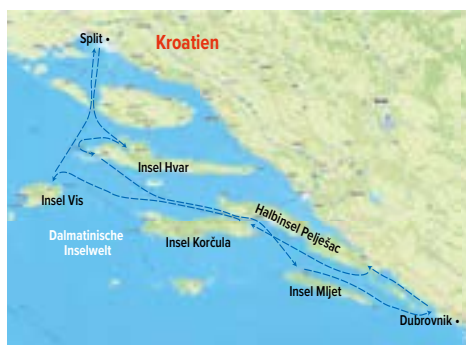 Split
Kroatien
Insel Hvar
Insel Vis
Halbinsel Pelješac
Dalmatinische
Inselwelt
Insel Korčula
Insel Mljet
Dubrovnik